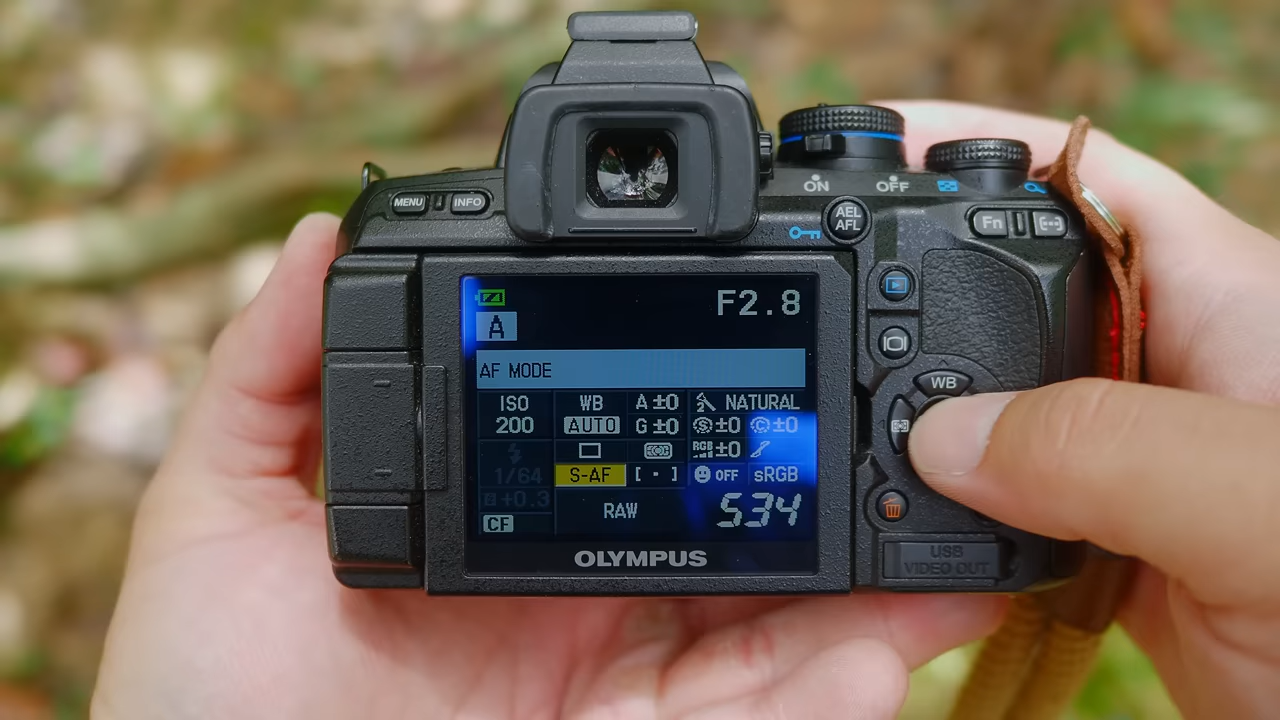 MENU INFO
ON OFF
AEL
AFL
Fn
F2.8
A
AF MODE
ISO WB A±0 NATURAL
200 AUTO G±0 S±0 C±0
RGB±0
1/64 S-AF [ · ] OFF sRGB
+0.3
CF RAW 534
OLYMPUS
WB
USB
VIDEO OUT